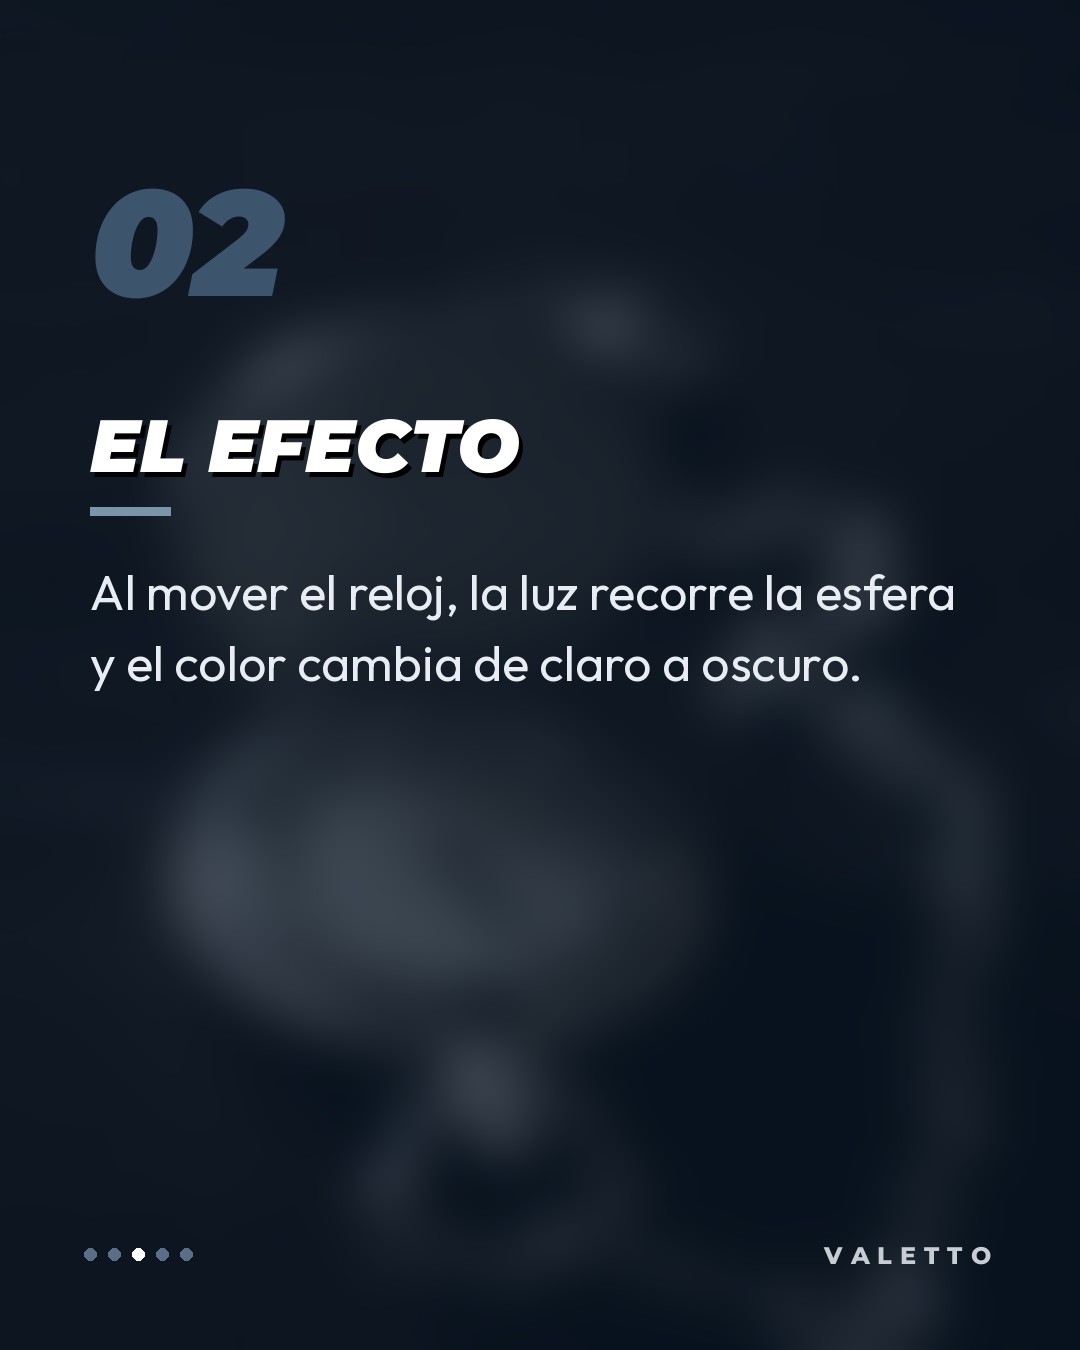 02
EL EFECTO
Al mover el reloj, la luz recorre la esfera
y el color cambia de claro a oscuro.
VALETTO